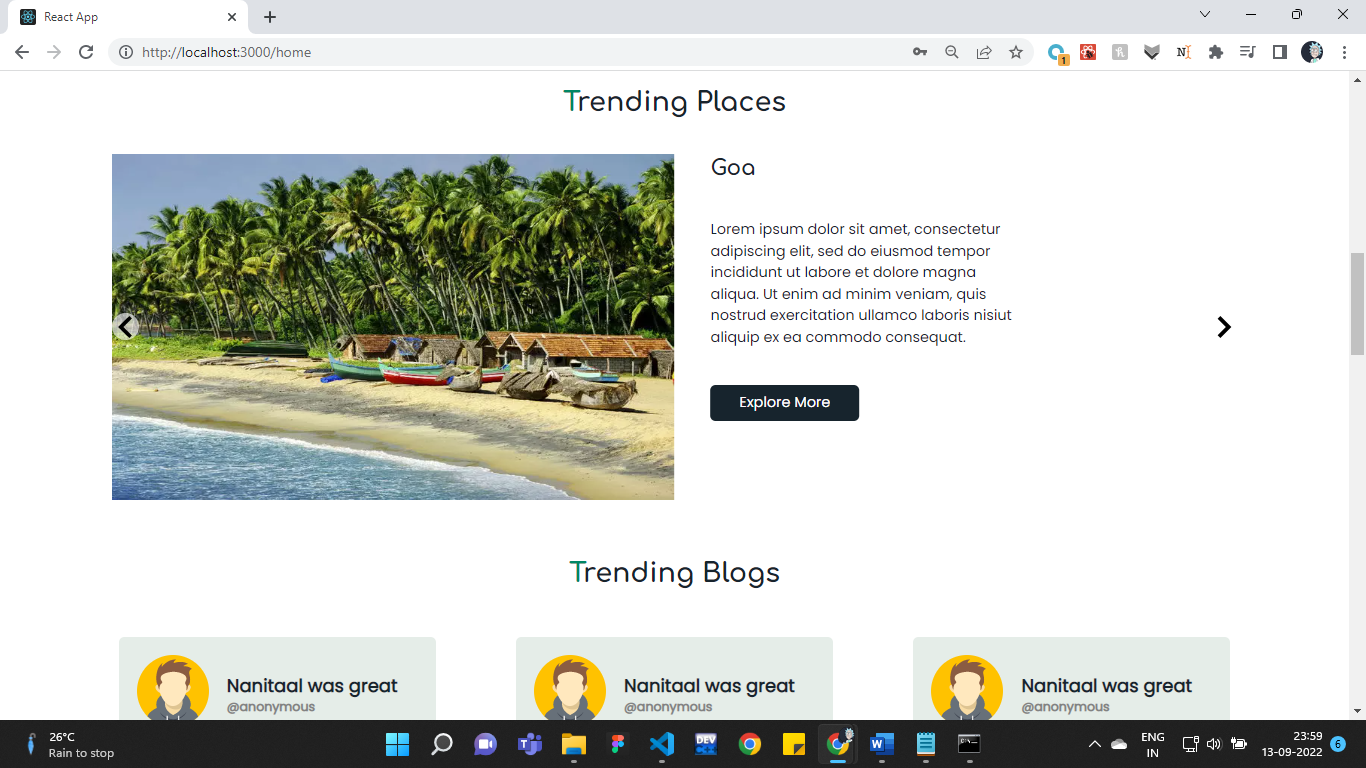 React App
http://localhost:3000/home
1
Trending Places
Goa
Lorem ipsum dolor sit amet, consectetur
adipiscing elit, sed do eiusmod tempor
incididunt ut labore et dolore magna
aliqua. Ut enim ad minim veniam, quis
nostrud exercitation ullamco laboris nisiut
aliquip ex ea commodo consequat.
Explore More
Trending Blogs
Nanitaal was great
@anonymous
Nanitaal was great
@anonymous
Nanitaal was great
@anonymous
26°C
Rain to stop
DEV
ENG
IN
23:59
13-09-2022
6